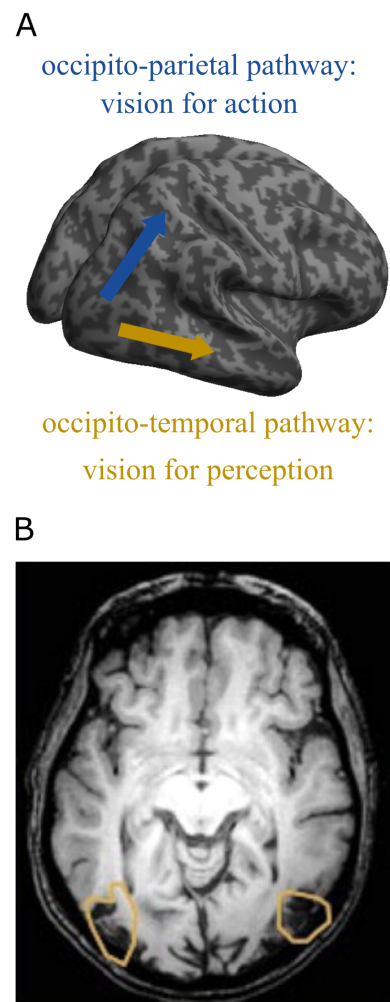 A
occipito-parietal pathway:
vision for action
occipito-temporal pathway:
vision for perception
B